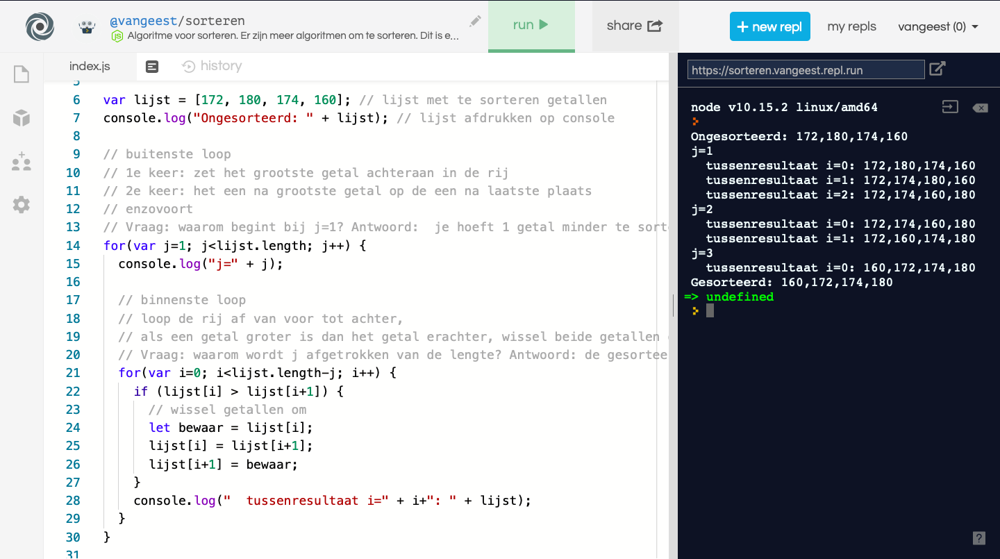 @vangeest/sorteren
Algoritme voor sorteren. Er zijn meer algoritmen om te sorteren. Dit is e...
run
share
+ new repl
my repls
vangeest (0)
index.js
history
5
6 var lijst = [172, 180, 174, 160]; // lijst met te sorteren getallen
7 console.log("Ongesorteerd: " + lijst); // lijst afdrukken op console
8
9 // buitenste loop
10 // 1e keer: zet het grootste getal achteraan in de rij
11 // 2e keer: het een na grootste getal op de een na laatste plaats
12 // enzovoort
13 // Vraag: waarom begint bij j=1? Antwoord:  je hoeft 1 getal minder te sort
14 for(var j=1; j<lijst.length; j++) {
15   console.log("j=" + j);
16
17   // binnenste loop
18   // loop de rij af van voor tot achter,
19   // als een getal groter is dan het getal erachter, wissel beide getallen
20   // Vraag: waarom wordt j afgetrokken van de lengte? Antwoord: de gesortee
21   for(var i=0; i<lijst.length-j; i++) {
22     if (lijst[i] > lijst[i+1]) {
23       // wissel getallen om
24       let bewaar = lijst[i];
25       lijst[i] = lijst[i+1];
26       lijst[i+1] = bewaar;
27     }
28     console.log("  tussenresultaat i=" + i+": " + lijst);
29   }
30 }
31
https://sorteren.vangeest.repl.run
node v10.15.2 linux/amd64
Ongesorteerd: 172,180,174,160
j=1
  tussenresultaat i=0: 172,180,174,160
  tussenresultaat i=1: 172,174,180,160
  tussenresultaat i=2: 172,174,160,180
j=2
  tussenresultaat i=0: 172,174,160,180
  tussenresultaat i=1: 172,160,174,180
j=3
  tussenresultaat i=0: 160,172,174,180
Gesorteerd: 160,172,174,180
=> undefined
?